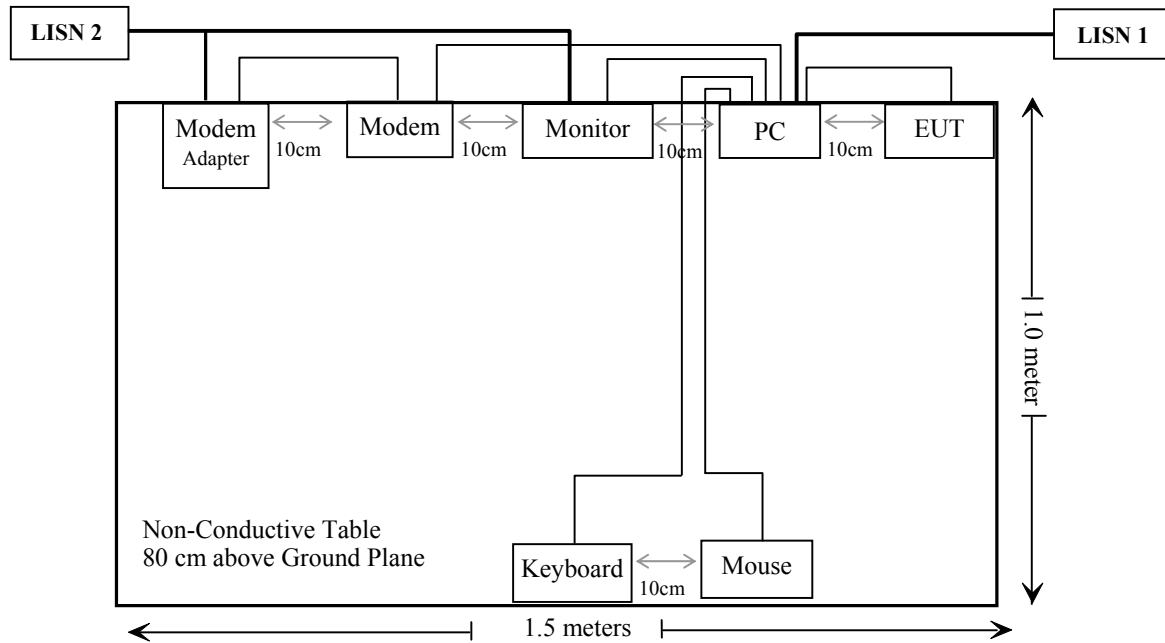 LISN 2
LISN 1
Modem
Adapter
10cm
Modem
10cm
Monitor
10cm
PC
10cm
EUT
1.0 meter
Non-Conductive Table
80 cm above Ground Plane
Keyboard
10cm
Mouse
1.5 meters